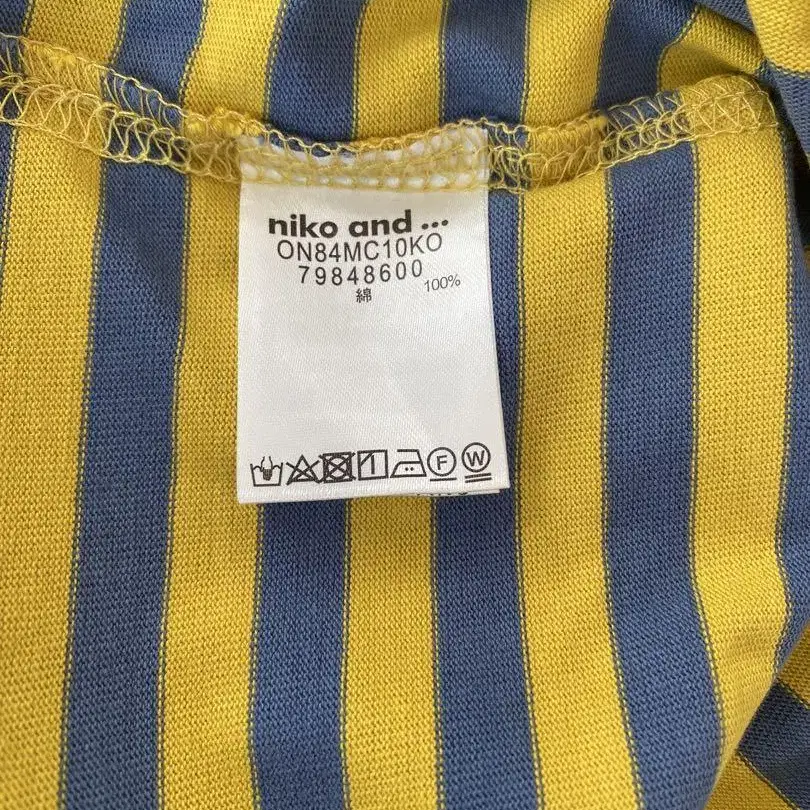 niko and ...
ON84MC10KO
79848600
綿 100%
F W